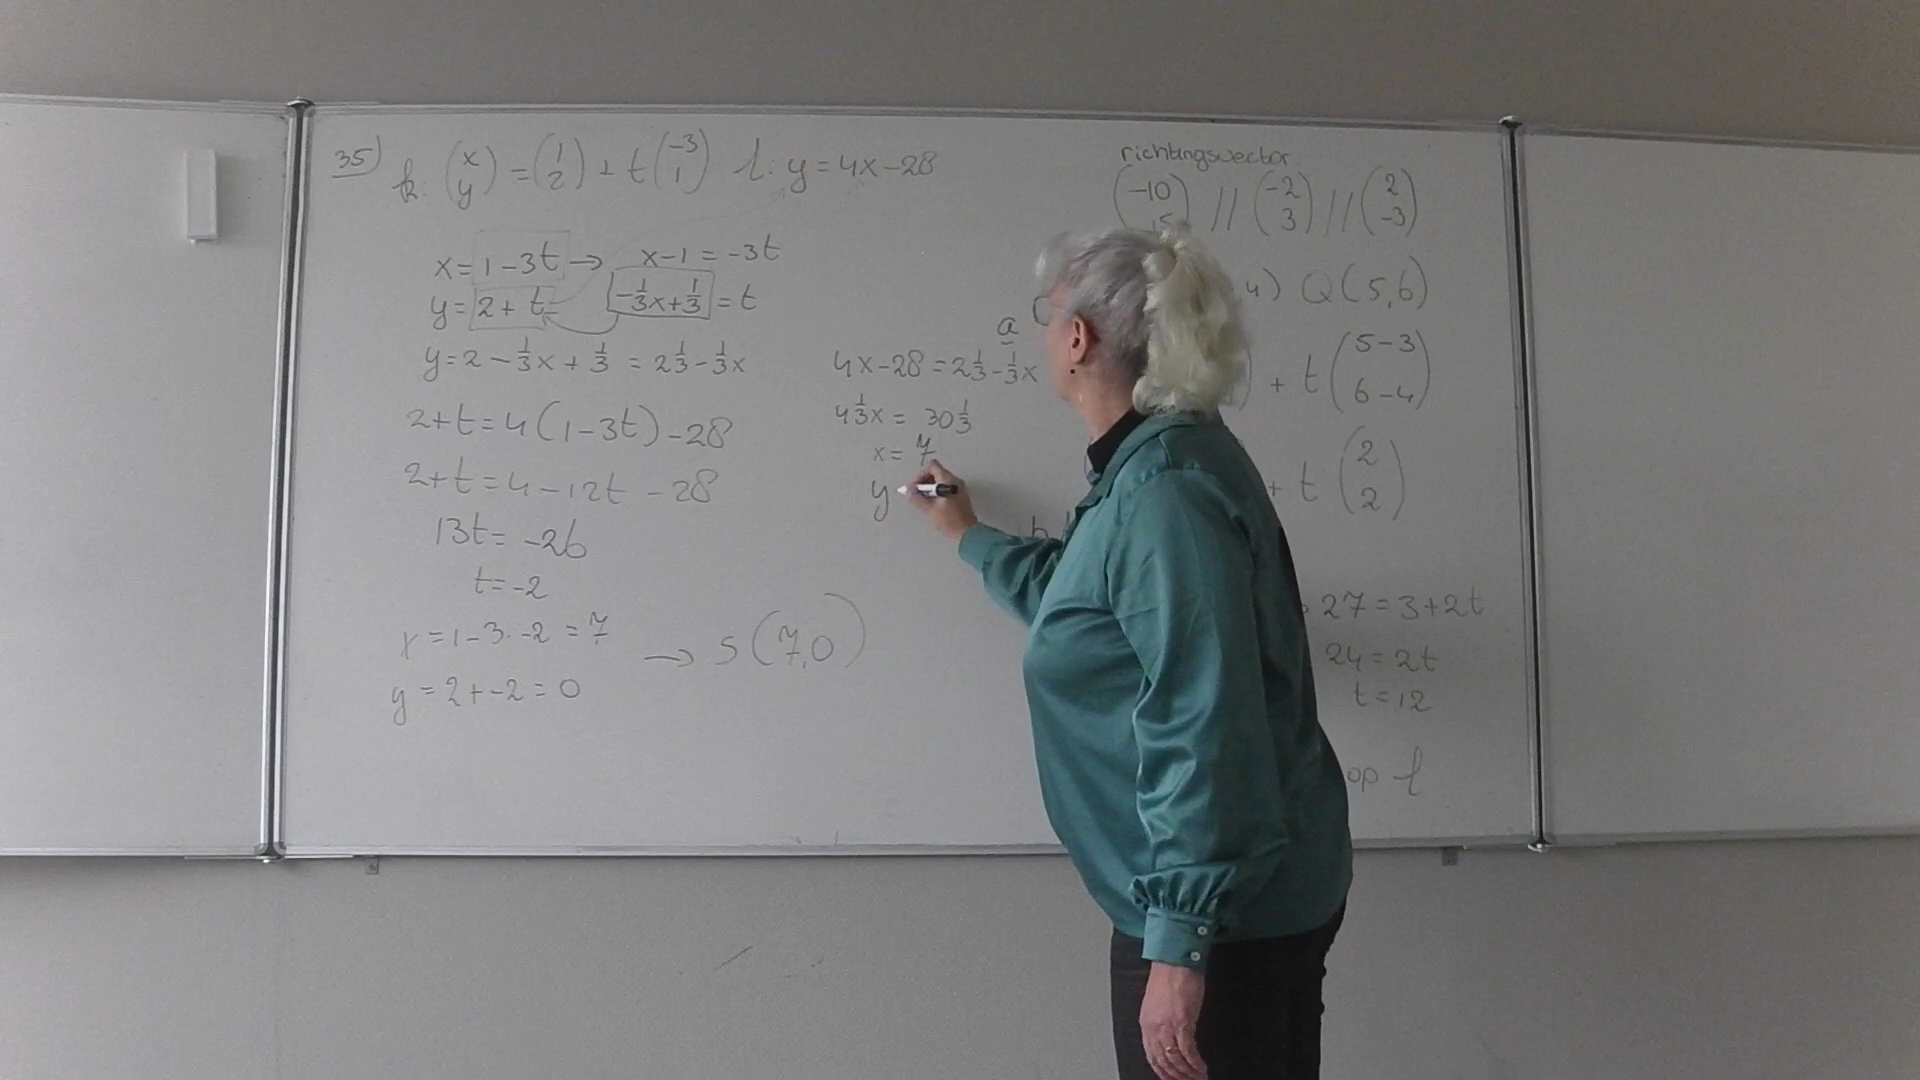 35) k: (x y) = (1 2) + t (-3 1) l: y = 4x - 28
x = 1 - 3t → x - 1 = -3t
y = 2 + t -1/3x + 1/3 = t
y = 2 - 1/3x + 1/3 = 2 1/3 - 1/3x
2 + t = 4(1 - 3t) - 28
2 + t = 4 - 12t - 28
13t = -26
t = -2
x = 1 - 3 · -2 = 7
y = 2 + -2 = 0
→ S(7,0)
4x - 28 = 2 1/3 - 1/3x
4 1/3x = 30 1/3
x = 7
y
richtingsvector
(-10 15) // (-2 3) // (2 -3)
a
4) Q(5,6)
+ t (5-3 6-4)
+ t (2 2)
b
27 = 3 + 2t
24 = 2t
t = 12
op l